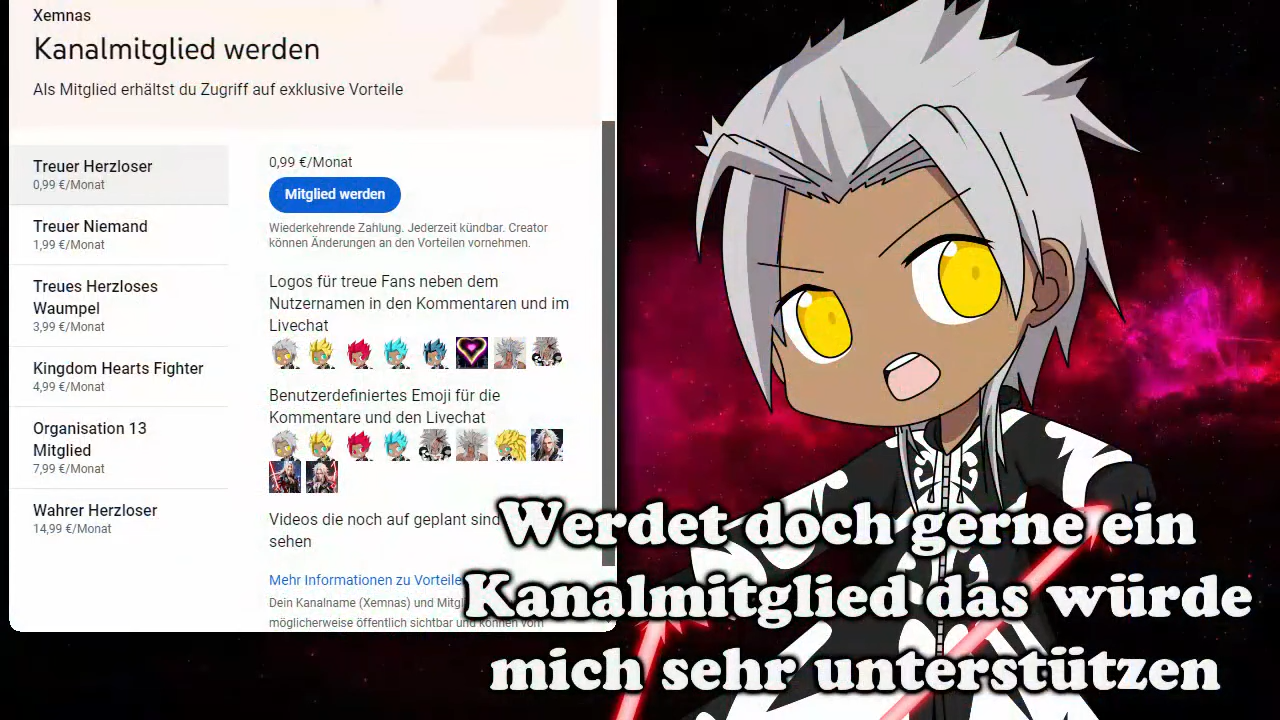 Xemnas
Kanalmitglied werden
Als Mitglied erhältst du Zugriff auf exklusive Vorteile
Treuer Herzloser
0,99 €/Monat
Treuer Niemand
1,99 €/Monat
Treues Herzloses
Waumpel
3,99 €/Monat
Kingdom Hearts Fighter
4,99 €/Monat
Organisation 13
Mitglied
7,99 €/Monat
Wahrer Herzloser
14,99 €/Monat
0,99 €/Monat
Mitglied werden
Wiederkehrende Zahlung. Jederzeit kündbar. Creator
können Änderungen an den Vorteilen vornehmen.
Logos für treue Fans neben dem
Nutzernamen in den Kommentaren und im
Livechat
Benutzerdefiniertes Emoji für die
Kommentare und den Livechat
Videos die noch auf geplant sind
sehen
Mehr Informationen zu Vorteile
Dein Kanalname (Xemnas) und
möglicherweise öffentlich sichtbar und können vom
Werdet doch gerne ein
Kanalmitglied das würde
mich sehr unterstützen